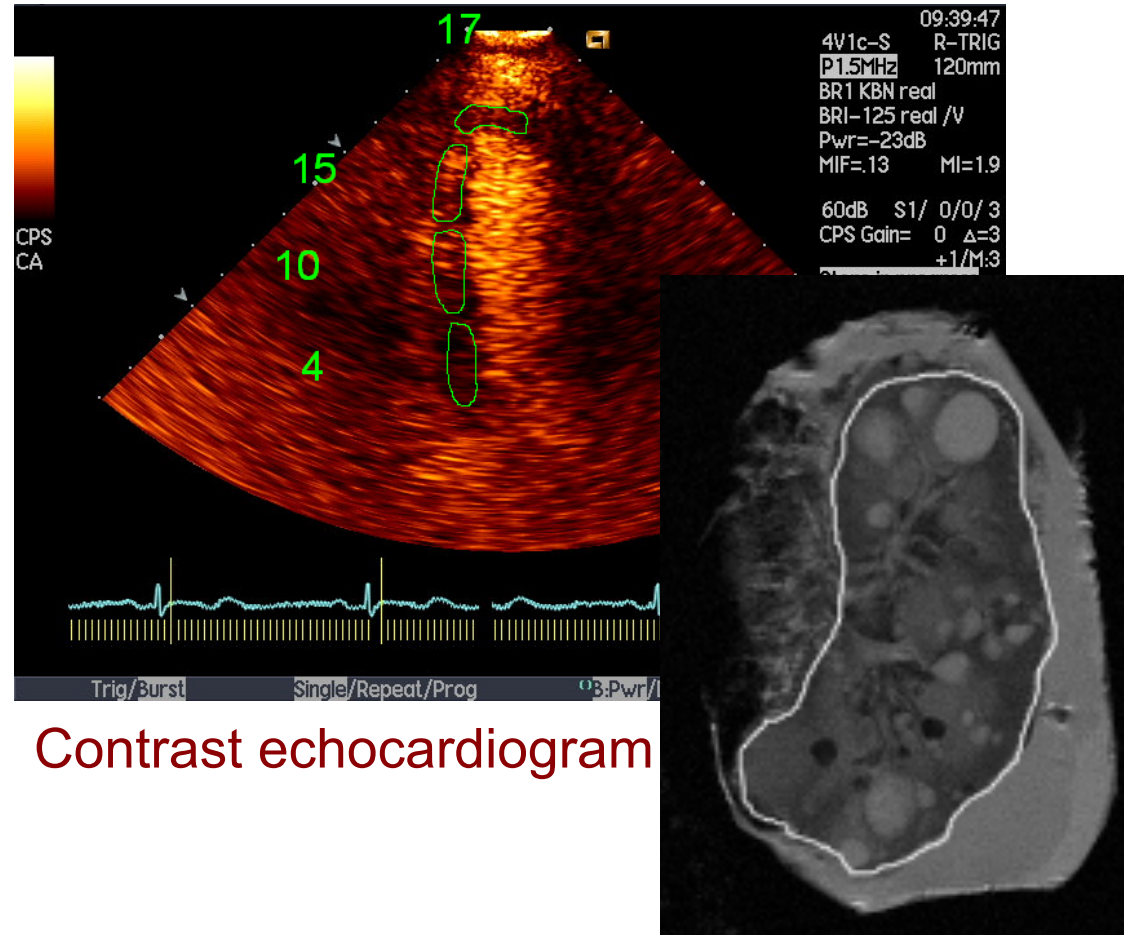 17
09:39:47
4V1c-S R-TRIG
P1.5MHz 120mm
BR1 KBN real
BRI-125 real /V
Pwr=-23dB
MIF=.13 MI=1.9
15
60dB S1/ 0/0/ 3
CPS Gain= 0 Δ=3
+1/M:3
CPS
CA
10
4
Trig/Burst Single/Repeat/Prog B:Pwr/
Contrast echocardiogram